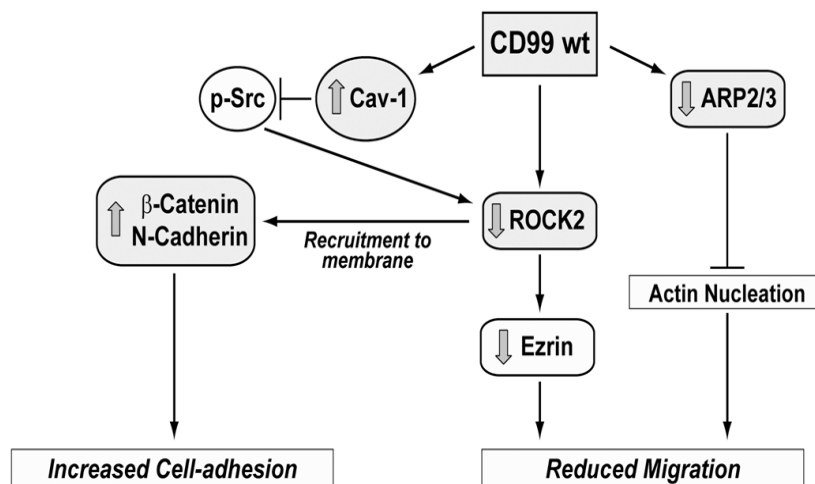 CD99 wt
p-Src
Cav-1
ARP2/3
β-Catenin
N-Cadherin
ROCK2
Recruitment to
membrane
Actin Nucleation
Ezrin
Increased Cell-adhesion
Reduced Migration